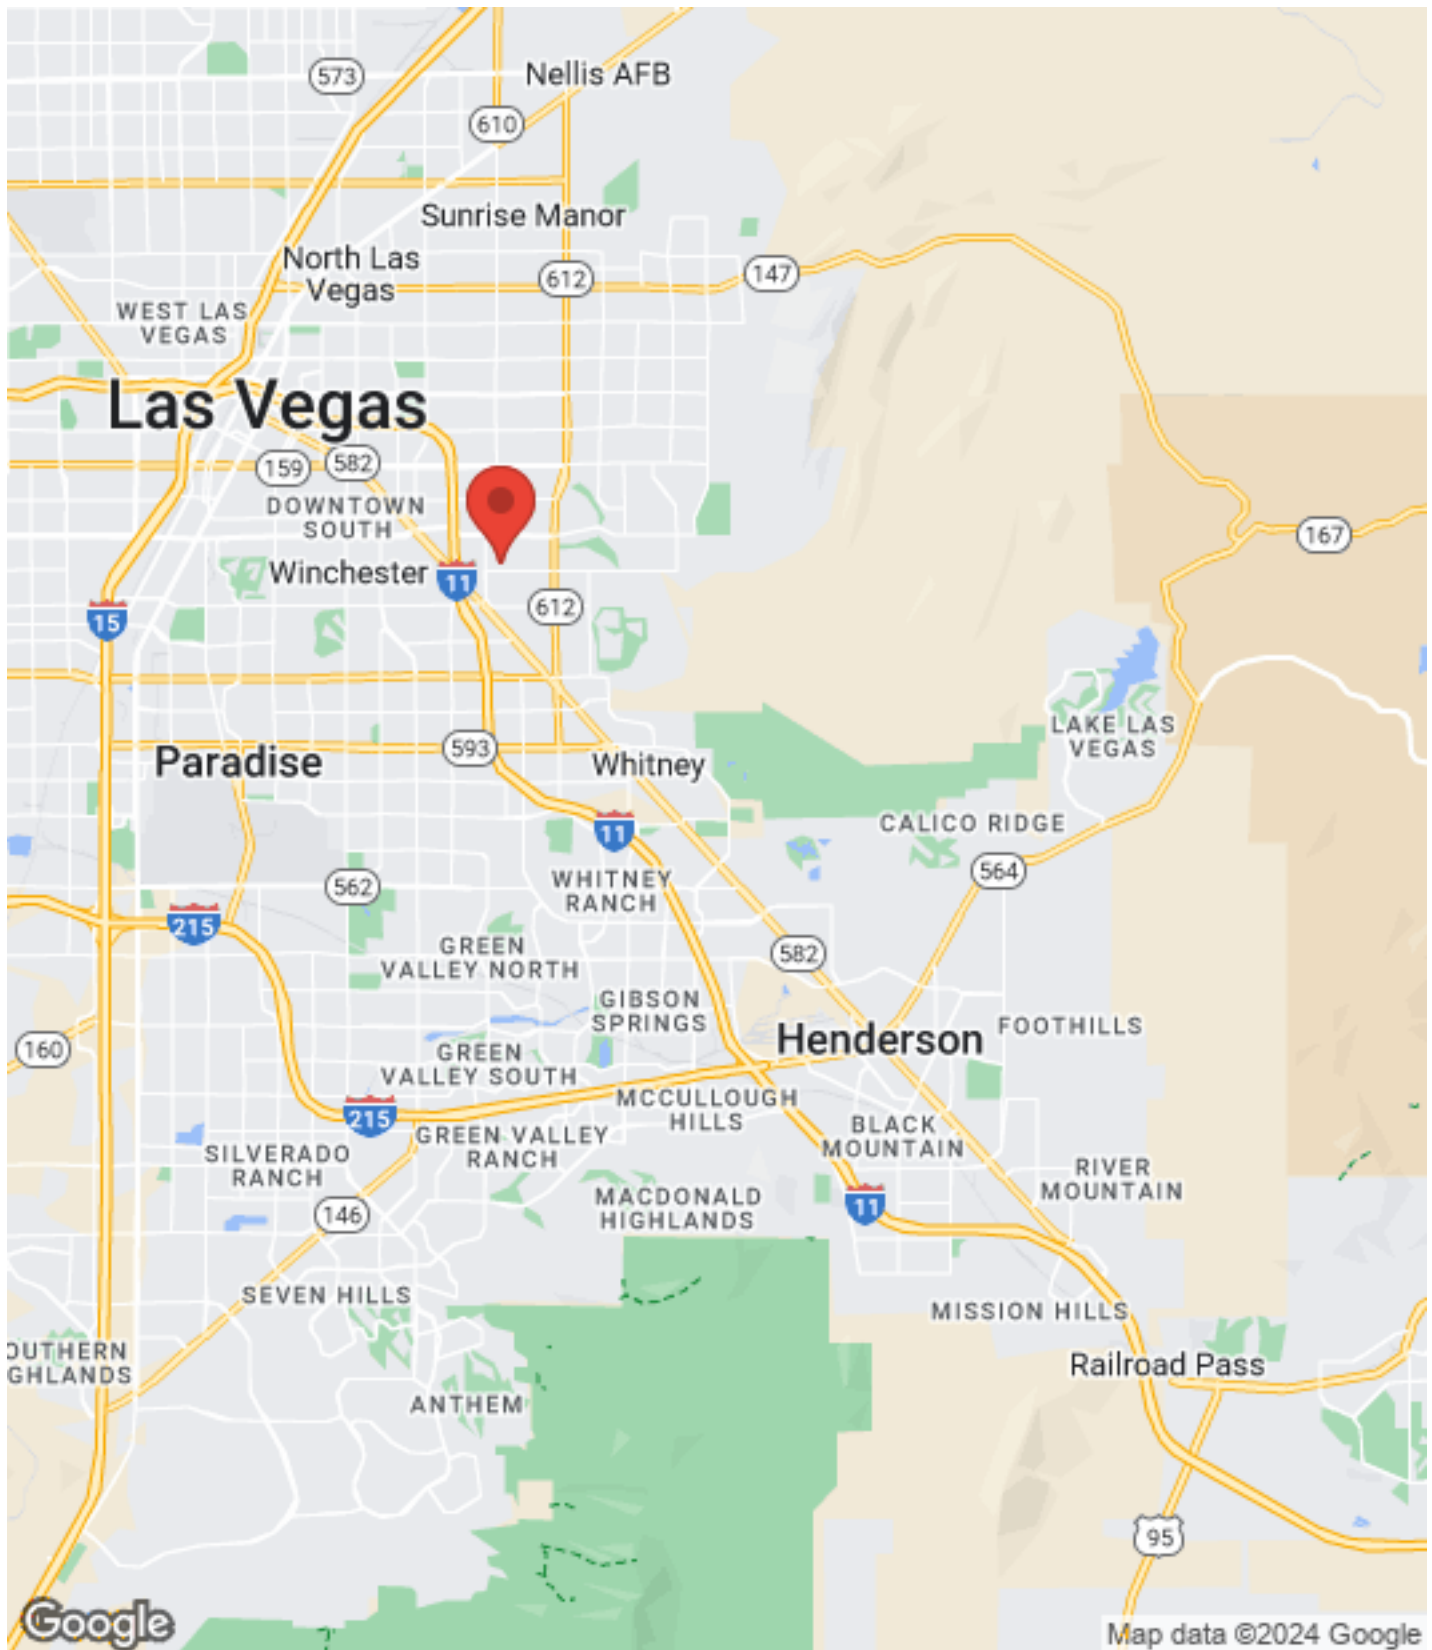 573
Nellis AFB
610
Sunrise Manor
North Las
Vegas
612
147
WEST LAS
VEGAS
Las Vegas
159
582
DOWNTOWN
SOUTH
167
Winchester
11
15
612
LAKE LAS
VEGAS
593
Paradise
Whitney
CALICO RIDGE
11
564
562
WHITNEY
RANCH
215
GREEN
VALLEY NORTH
582
GIBSON
SPRINGS
Henderson
FOOTHILLS
160
GREEN
VALLEY SOUTH
MCCULLOUGH
HILLS
215
GREEN VALLEY
RANCH
BLACK
MOUNTAIN
SILVERADO
RANCH
RIVER
MOUNTAIN
146
MACDONALD
HIGHLANDS
11
SEVEN HILLS
MISSION HILLS
OUTHERN
GHLANDS
Railroad Pass
ANTHEM
95
Google
Map data ©2024 Google